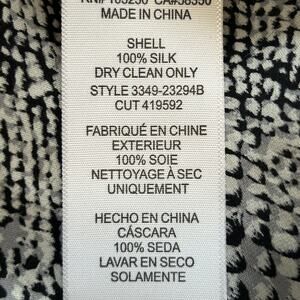 MADE IN CHINA
SHELL
100% SILK
DRY CLEAN ONLY
STYLE 3349-23294B
CUT 419592
FABRIQUÉ EN CHINE
EXTERIEUR
100% SOIE
NETTOYAGE À SEC
UNIQUEMENT
HECHO EN CHINA
CÁSCARA
100% SEDA
LAVAR EN SECO
SOLAMENTE